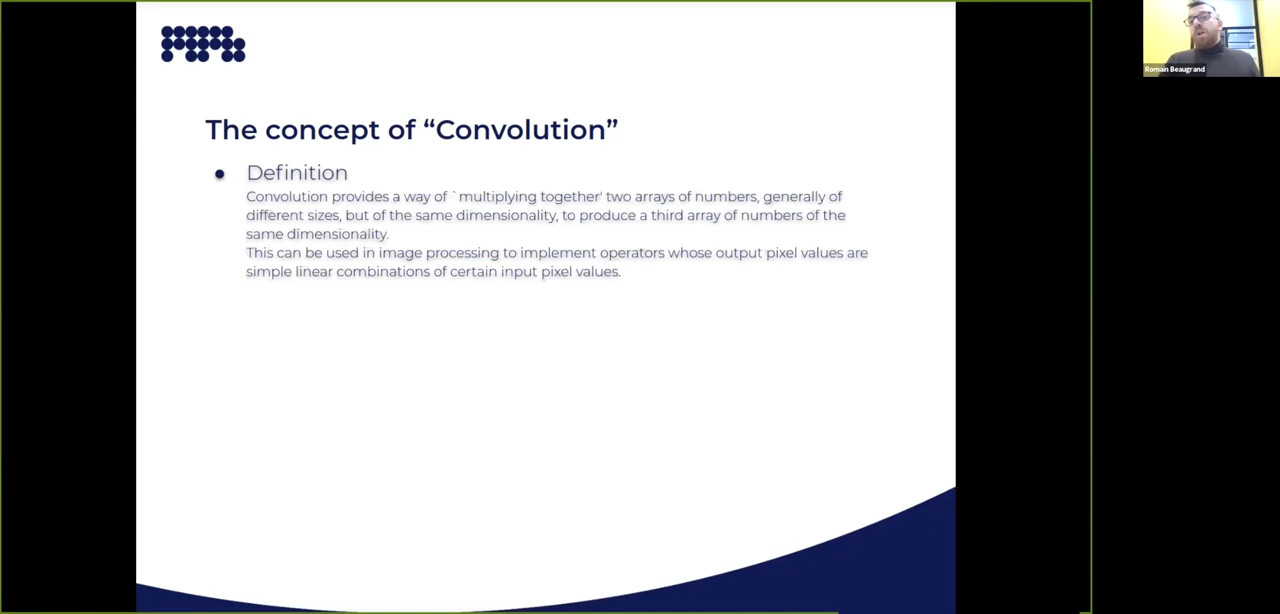 The concept of “Convolution”
● Definition
Convolution provides a way of `multiplying together' two arrays of numbers, generally of
different sizes, but of the same dimensionality, to produce a third array of numbers of the
same dimensionality.
This can be used in image processing to implement operators whose output pixel values are
simple linear combinations of certain input pixel values.
Romain Beaugrand